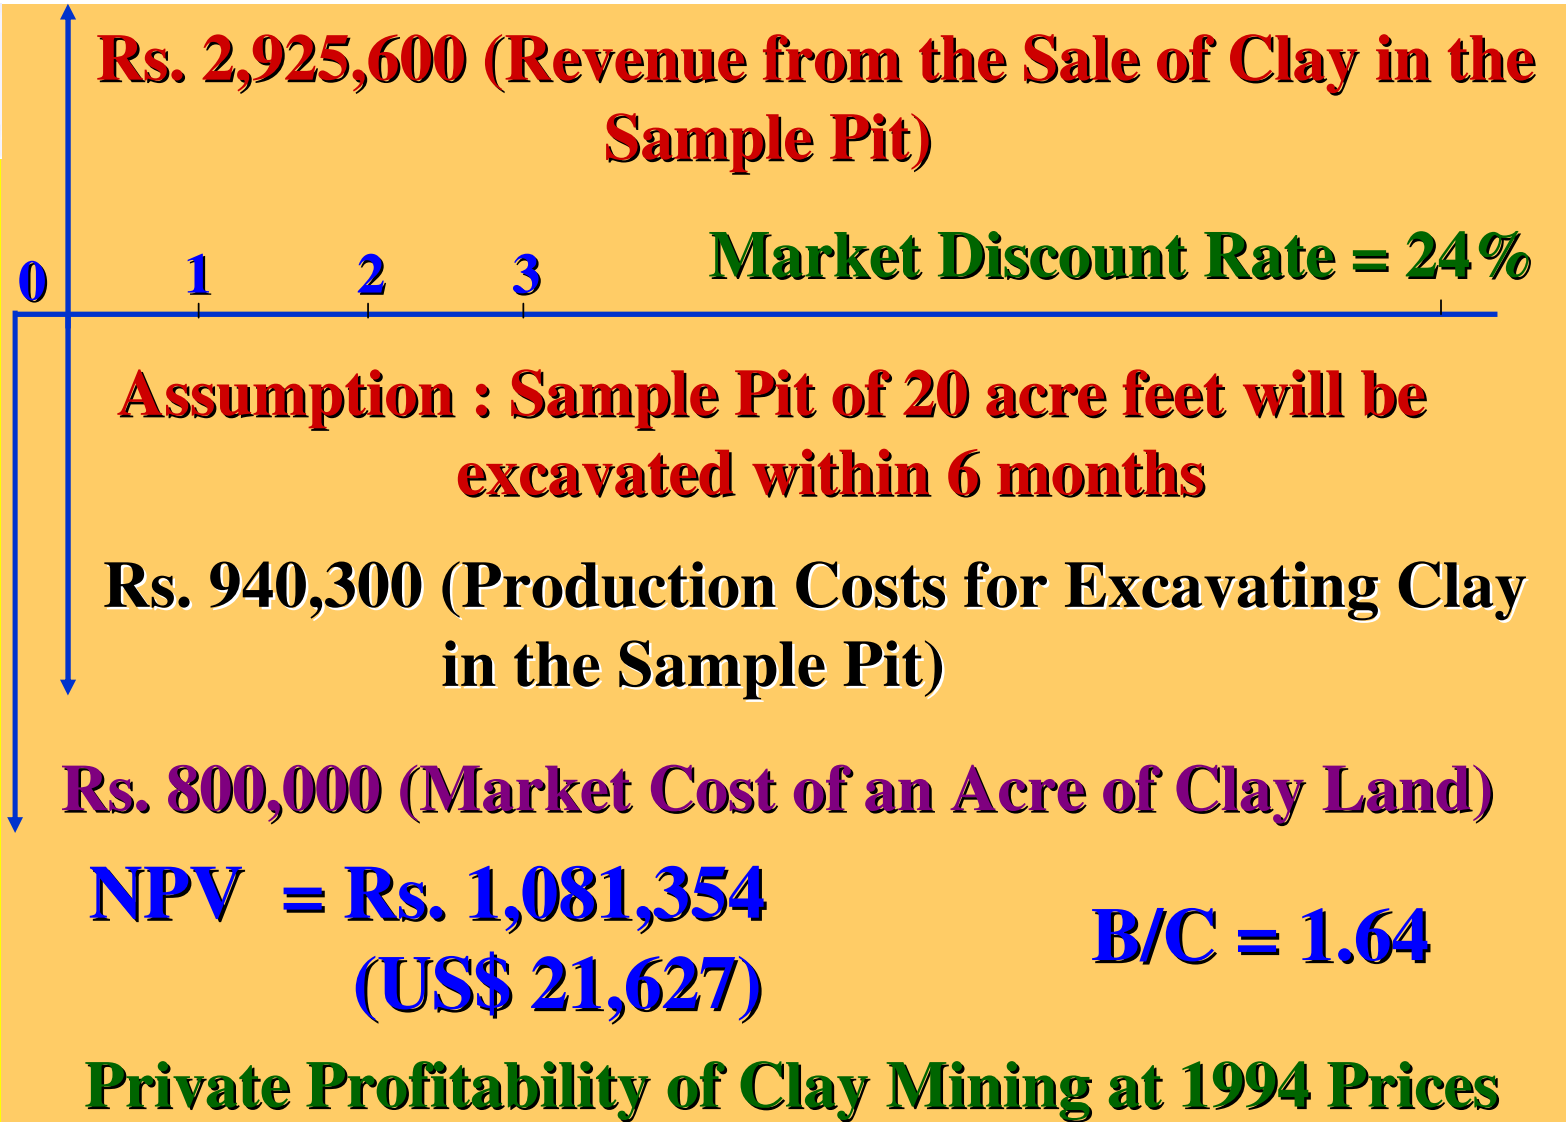 Rs. 2,925,600 (Revenue from the Sale of Clay in the
Sample Pit)
Market Discount Rate = 24%
0 1 2 3
Assumption : Sample Pit of 20 acre feet will be
excavated within 6 months
Rs. 940,300 (Production Costs for Excavating Clay
in the Sample Pit)
Rs. 800,000 (Market Cost of an Acre of Clay Land)
NPV = Rs. 1,081,354
(US$ 21,627)
B/C = 1.64
Private Profitability of Clay Mining at 1994 Prices